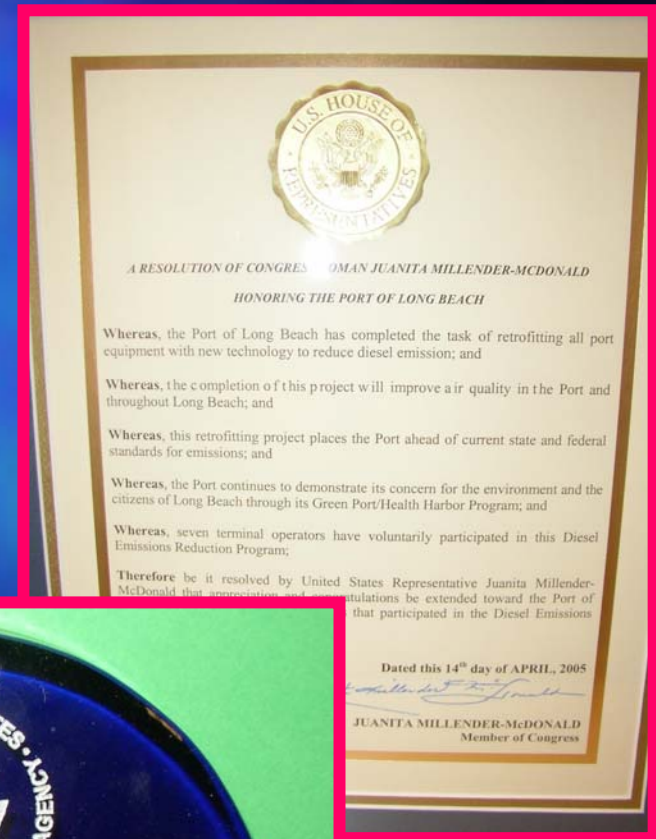 U.S. HOUSE OF
REPRESENTATIVES
A RESOLUTION OF JUANITA MILLENDER-MCDONALD
HONORING THE PORT OF LONG BEACH
Whereas, the Port of Long Beach has completed the task of retrofitting all port
equipment with new technology to reduce diesel emission; and
Whereas, the completion of this project will improve air quality in the Port and
throughout Long Beach; and
Whereas, this retrofitting project places the Port ahead of current state and federal
standards for emissions; and
Whereas, the Port continues to demonstrate its concern for the environment and the
citizens of Long Beach through its Green Port/Health Harbor Program; and
Whereas, seven terminal operators have voluntarily participated in this Diesel
Emissions Reduction Program;
Therefore be it resolved by United States Representative Juanita Millender-
McDonald that appreciation be extended toward the Port of
that participated in the Diesel Emissions
Dated this 14th day of APRIL, 2005
JUANITA MILLENDER-McDONALD
Member of Congress